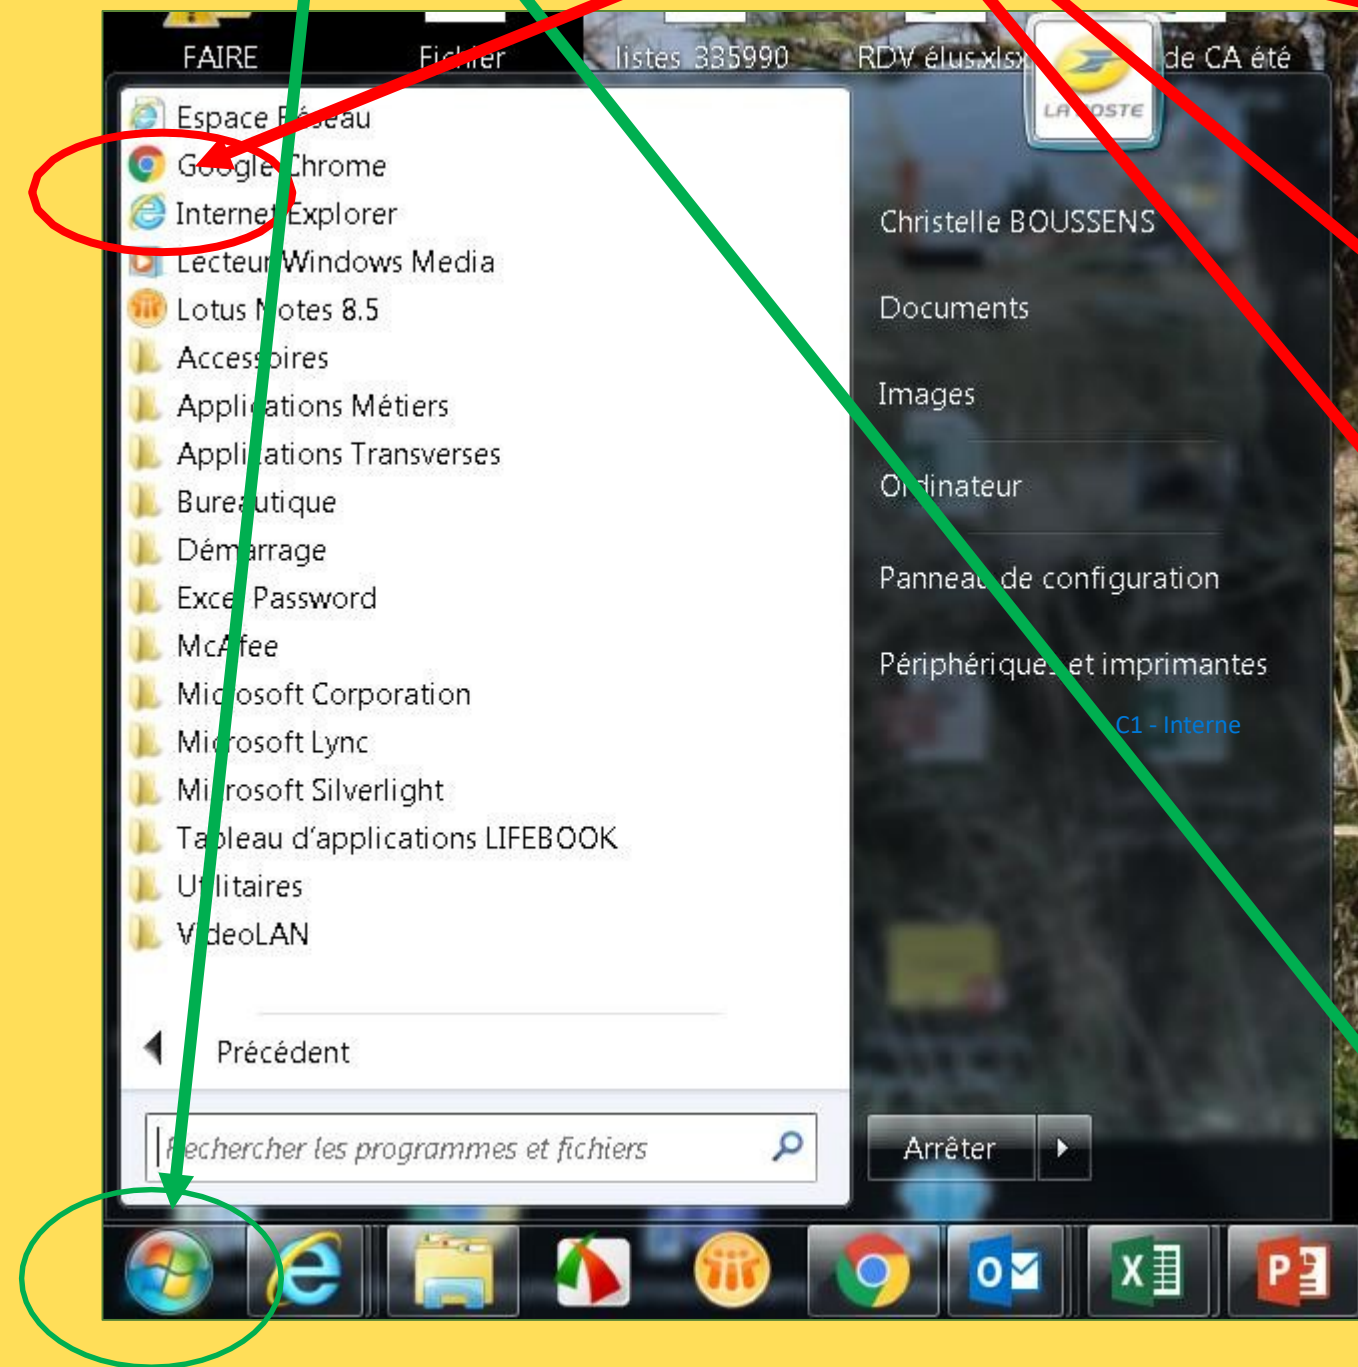 FAIRE
Fichier
listes 335990
RDV élus.xlsx
de CA été
LA POSTE
Espace Réseau
Google Chrome
Internet Explorer
Lecteur Windows Media
Lotus Notes 8.5
Accessoires
Applications Métiers
Applications Transverses
Bureautique
Démarrage
Excel Password
McAfee
Microsoft Corporation
Microsoft Lync
Microsoft Silverlight
Tableau d'applications LIFEBOOK
Utilitaires
VideoLAN
Précédent
Rechercher les programmes et fichiers
Christelle BOUSSENS
Documents
Images
Ordinateur
Panneau de configuration
Périphériques et imprimantes
C1 - Interne
Arrêter